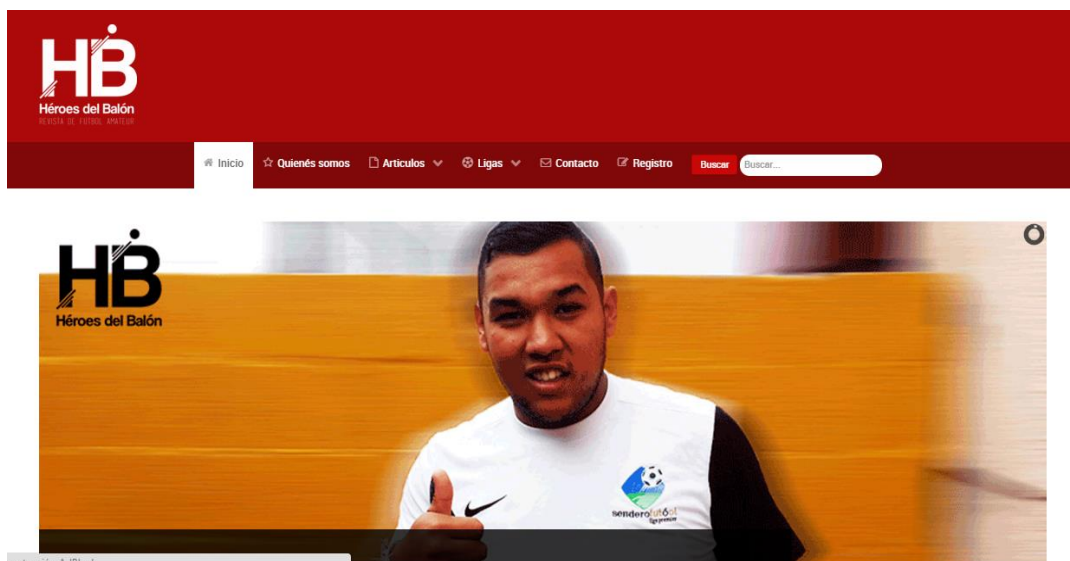 HB
Héroes del Balón
REVISTA DE FÚTBOL AMATEUR
Inicio Quienés somos Articulos Ligas Contacto Registro Buscar Buscar...
HB
Héroes del Balón
senderofut6ol